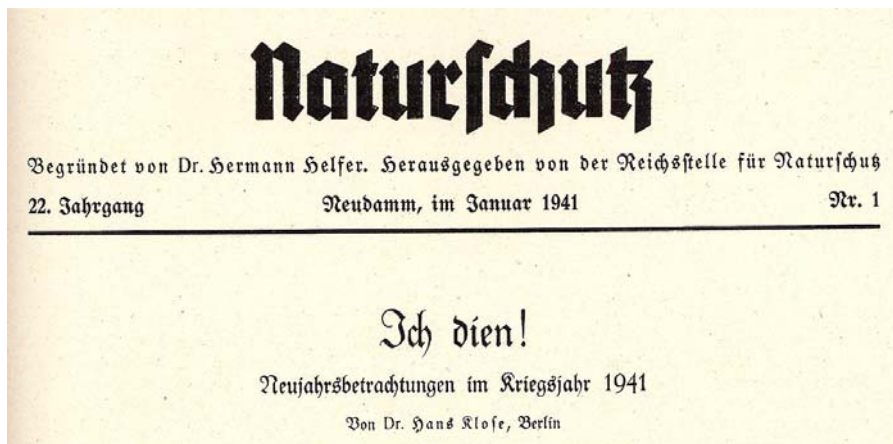 Naturschutz
Begründet von Dr. Hermann Helfer. Herausgegeben von der Reichsstelle für Naturschutz
22. Jahrgang Neudamm, im Januar 1941 Nr. 1
Ich dien!
Neujahrsbetrachtungen im Kriegsjahr 1941
Von Dr. Hans Klose, Berlin